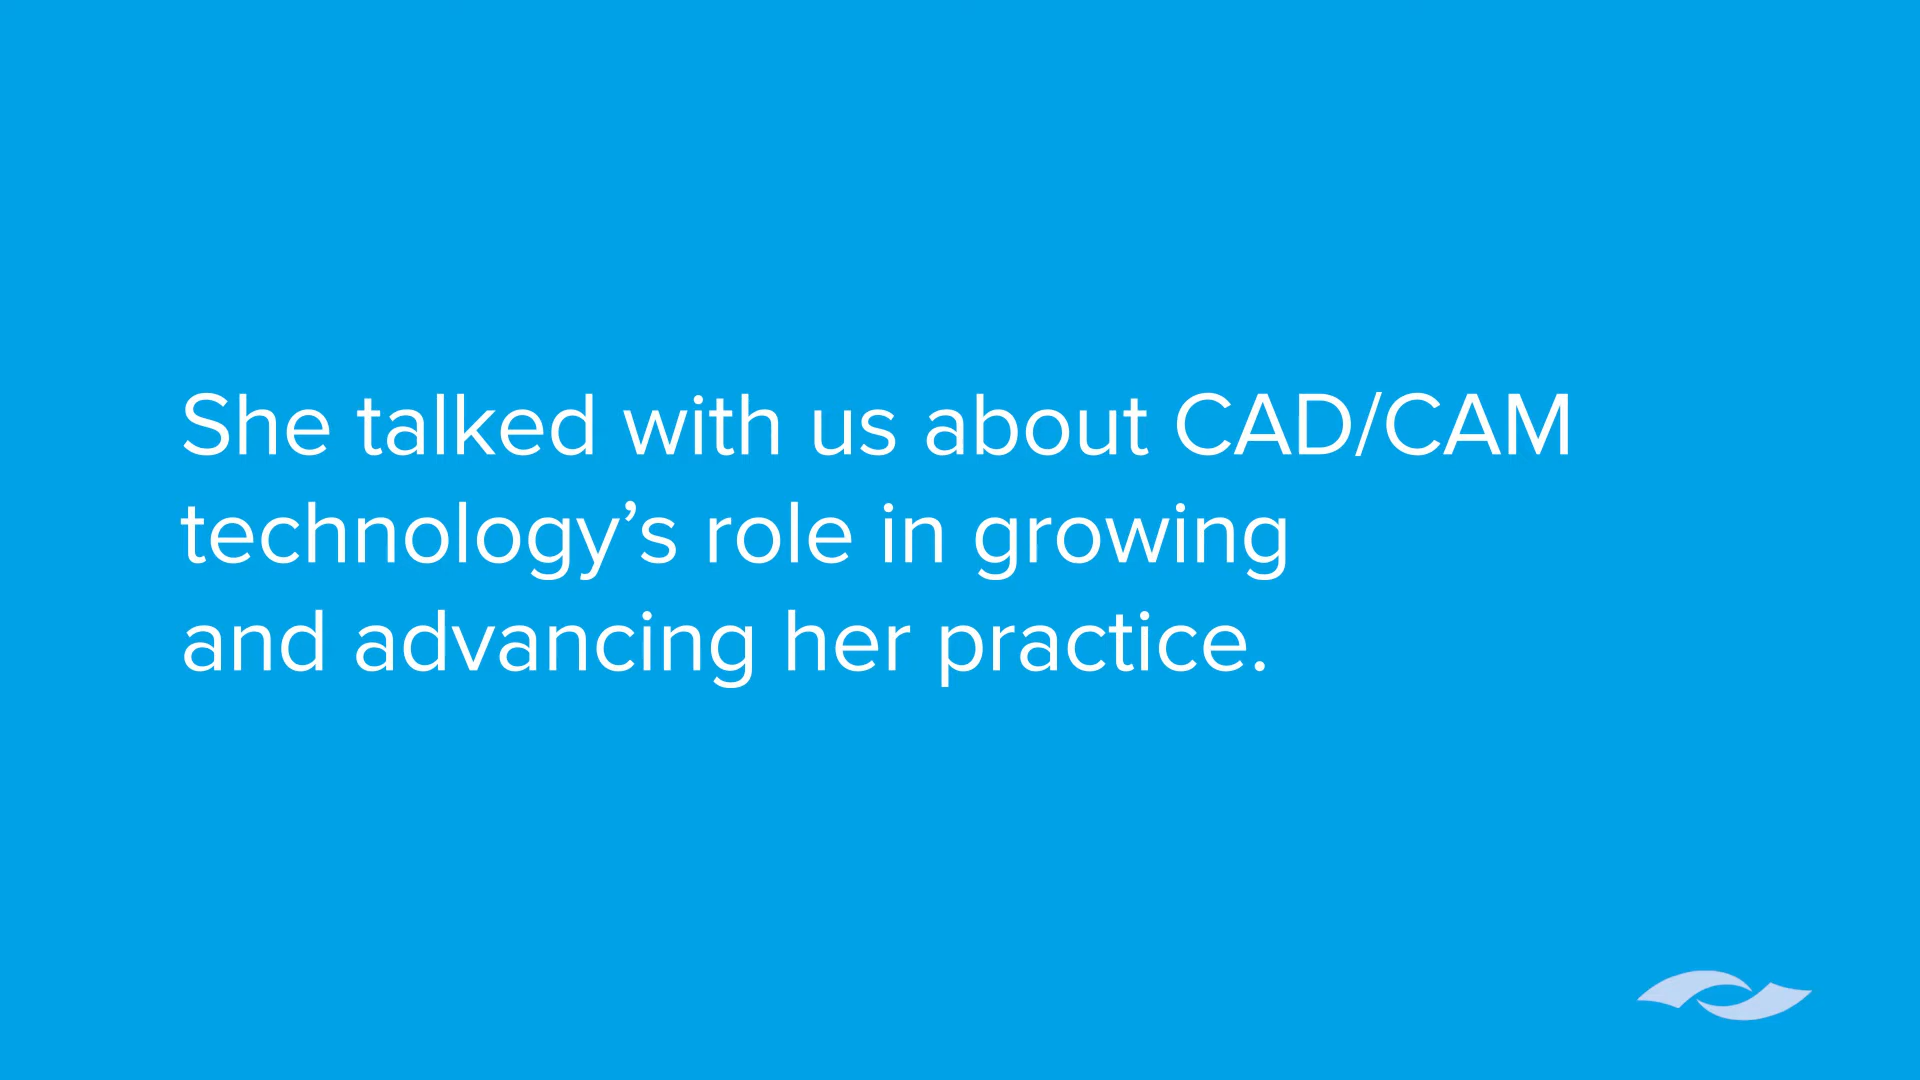 She talked with us about CAD/CAM
technology’s role in growing
and advancing her practice.